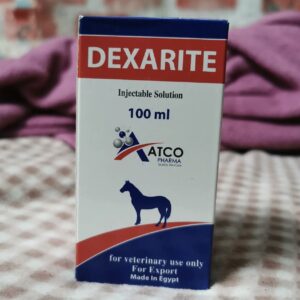 DEXARITE
Injectable Solution
100 ml
ATCO
PHARMA
for veterinary use only
For Export
Made In Egypt